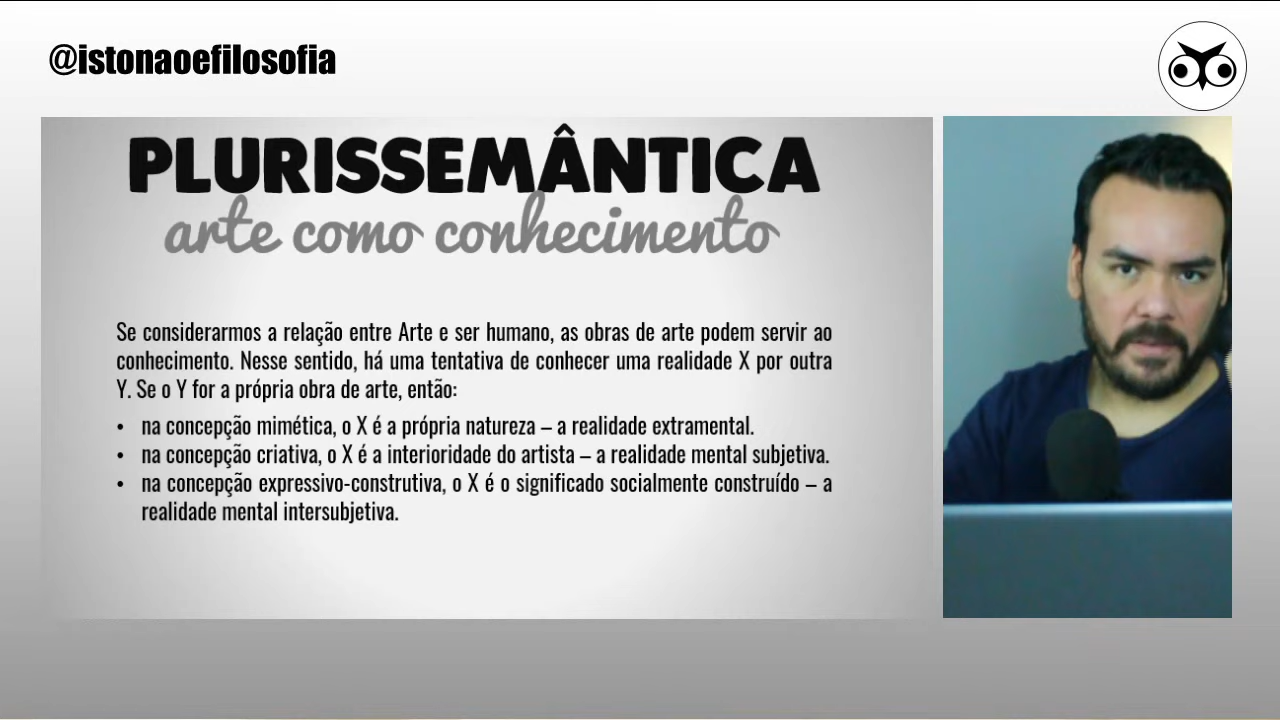 @istonaoefilosofia
PLURISSEMÂNTICA
arte como conhecimento
Se considerarmos a relação entre Arte e ser humano, as obras de arte podem servir ao
conhecimento. Nesse sentido, há uma tentativa de conhecer uma realidade X por outra
Y. Se o Y for a própria obra de arte, então:
• na concepção mimética, o X é a própria natureza – a realidade extramental.
• na concepção criativa, o X é a interioridade do artista – a realidade mental subjetiva.
• na concepção expressivo-construtiva, o X é o significado socialmente construído – a
realidade mental intersubjetiva.